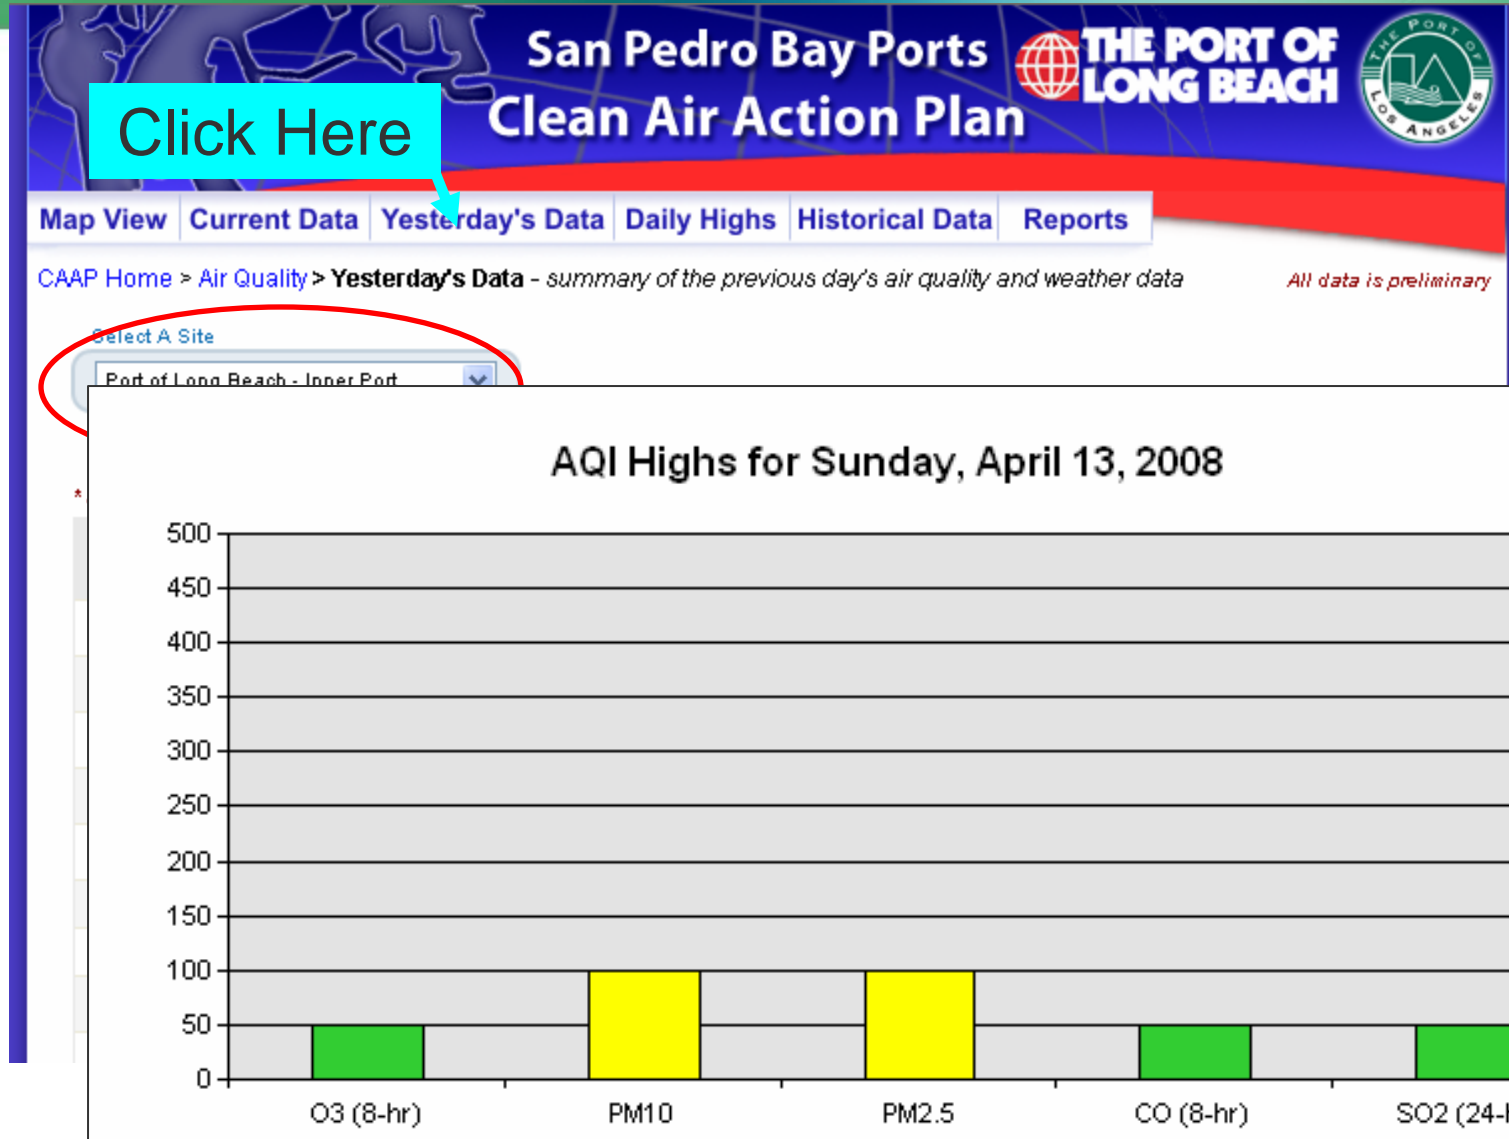 San Pedro Bay Ports
Clean Air Action Plan
THE PORT OF
LONG BEACH
THE PORT OF
LOS ANGELES
Click Here
Map View Current Data Yesterday's Data Daily Highs Historical Data Reports
CAAP Home > Air Quality > Yesterday's Data - summary of the previous day's air quality and weather data All data is preliminary
Select A Site
Port of Long Beach - Inner Port
*
AQI Highs for Sunday, April 13, 2008
500
450
400
350
300
250
200
150
100
50
0
O3 (8-hr) PM10 PM2.5 CO (8-hr) SO2 (24-